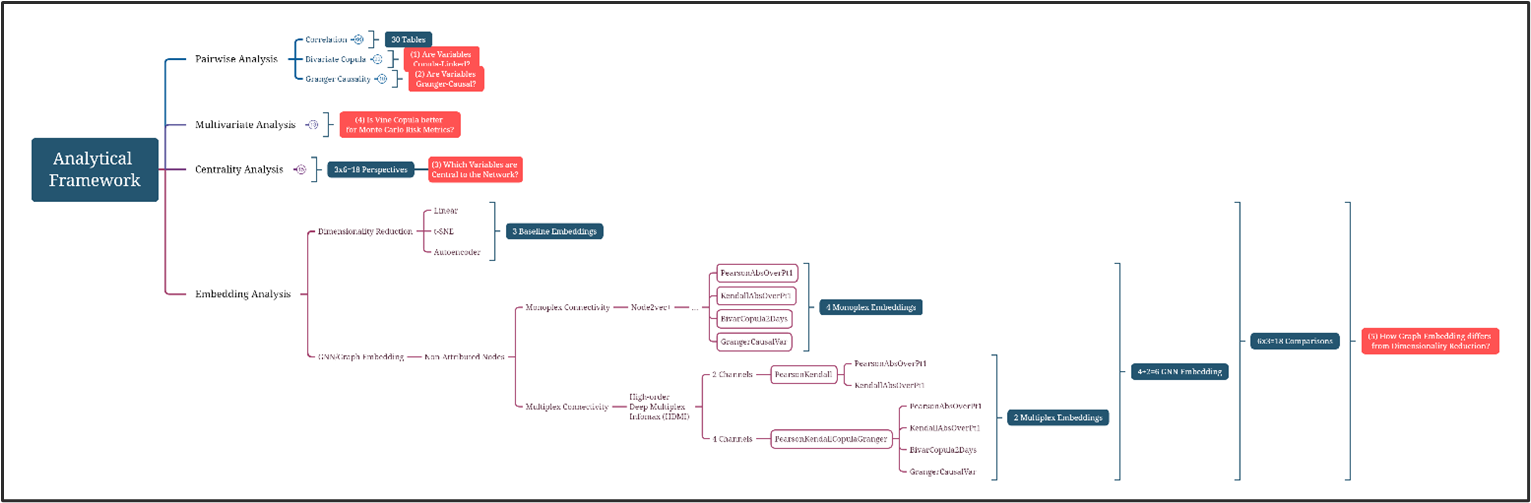 Analytical
Framework
Pairwise Analysis
Correlation
30 Tables
Bivariate Copula
(1) Are Variables
Copula-Linked?
Granger Causality
(2) Are Variables
Granger-Causal?
Multivariate Analysis
(4) Is Vine Copula better
for Monte Carlo Risk Metrics?
Centrality Analysis
3x6=18 Perspectives
(3) Which Variables are
Central to the Network?
Embedding Analysis
Dimensionality Reduction
Linear
t-SNE
Autoencoder
3 Baseline Embeddings
GNN/Graph Embedding
Non Attributed Nodes
Monoplex Connectivity
Node2vec+
...
PearsonAbsOverPt1
KendallAbsOverPt1
BivarCopula2Days
GrangerCausalVar
4 Monoplex Embeddings
Multiplex Connectivity
High-order
Deep Multiplex
Infomax (HDMI)
2 Channels
PearsonKendall
PearsonAbsOverPt1
KendallAbsOverPt1
4 Channels
PearsonKendallCopulaGranger
PearsonAbsOverPt1
KendallAbsOverPt1
BivarCopula2Days
GrangerCausalVar
2 Multiplex Embeddings
4+2=6 GNN Embedding
6x3=18 Comparisons
(5) How Graph Embedding differs
from Dimensionality Reduction?